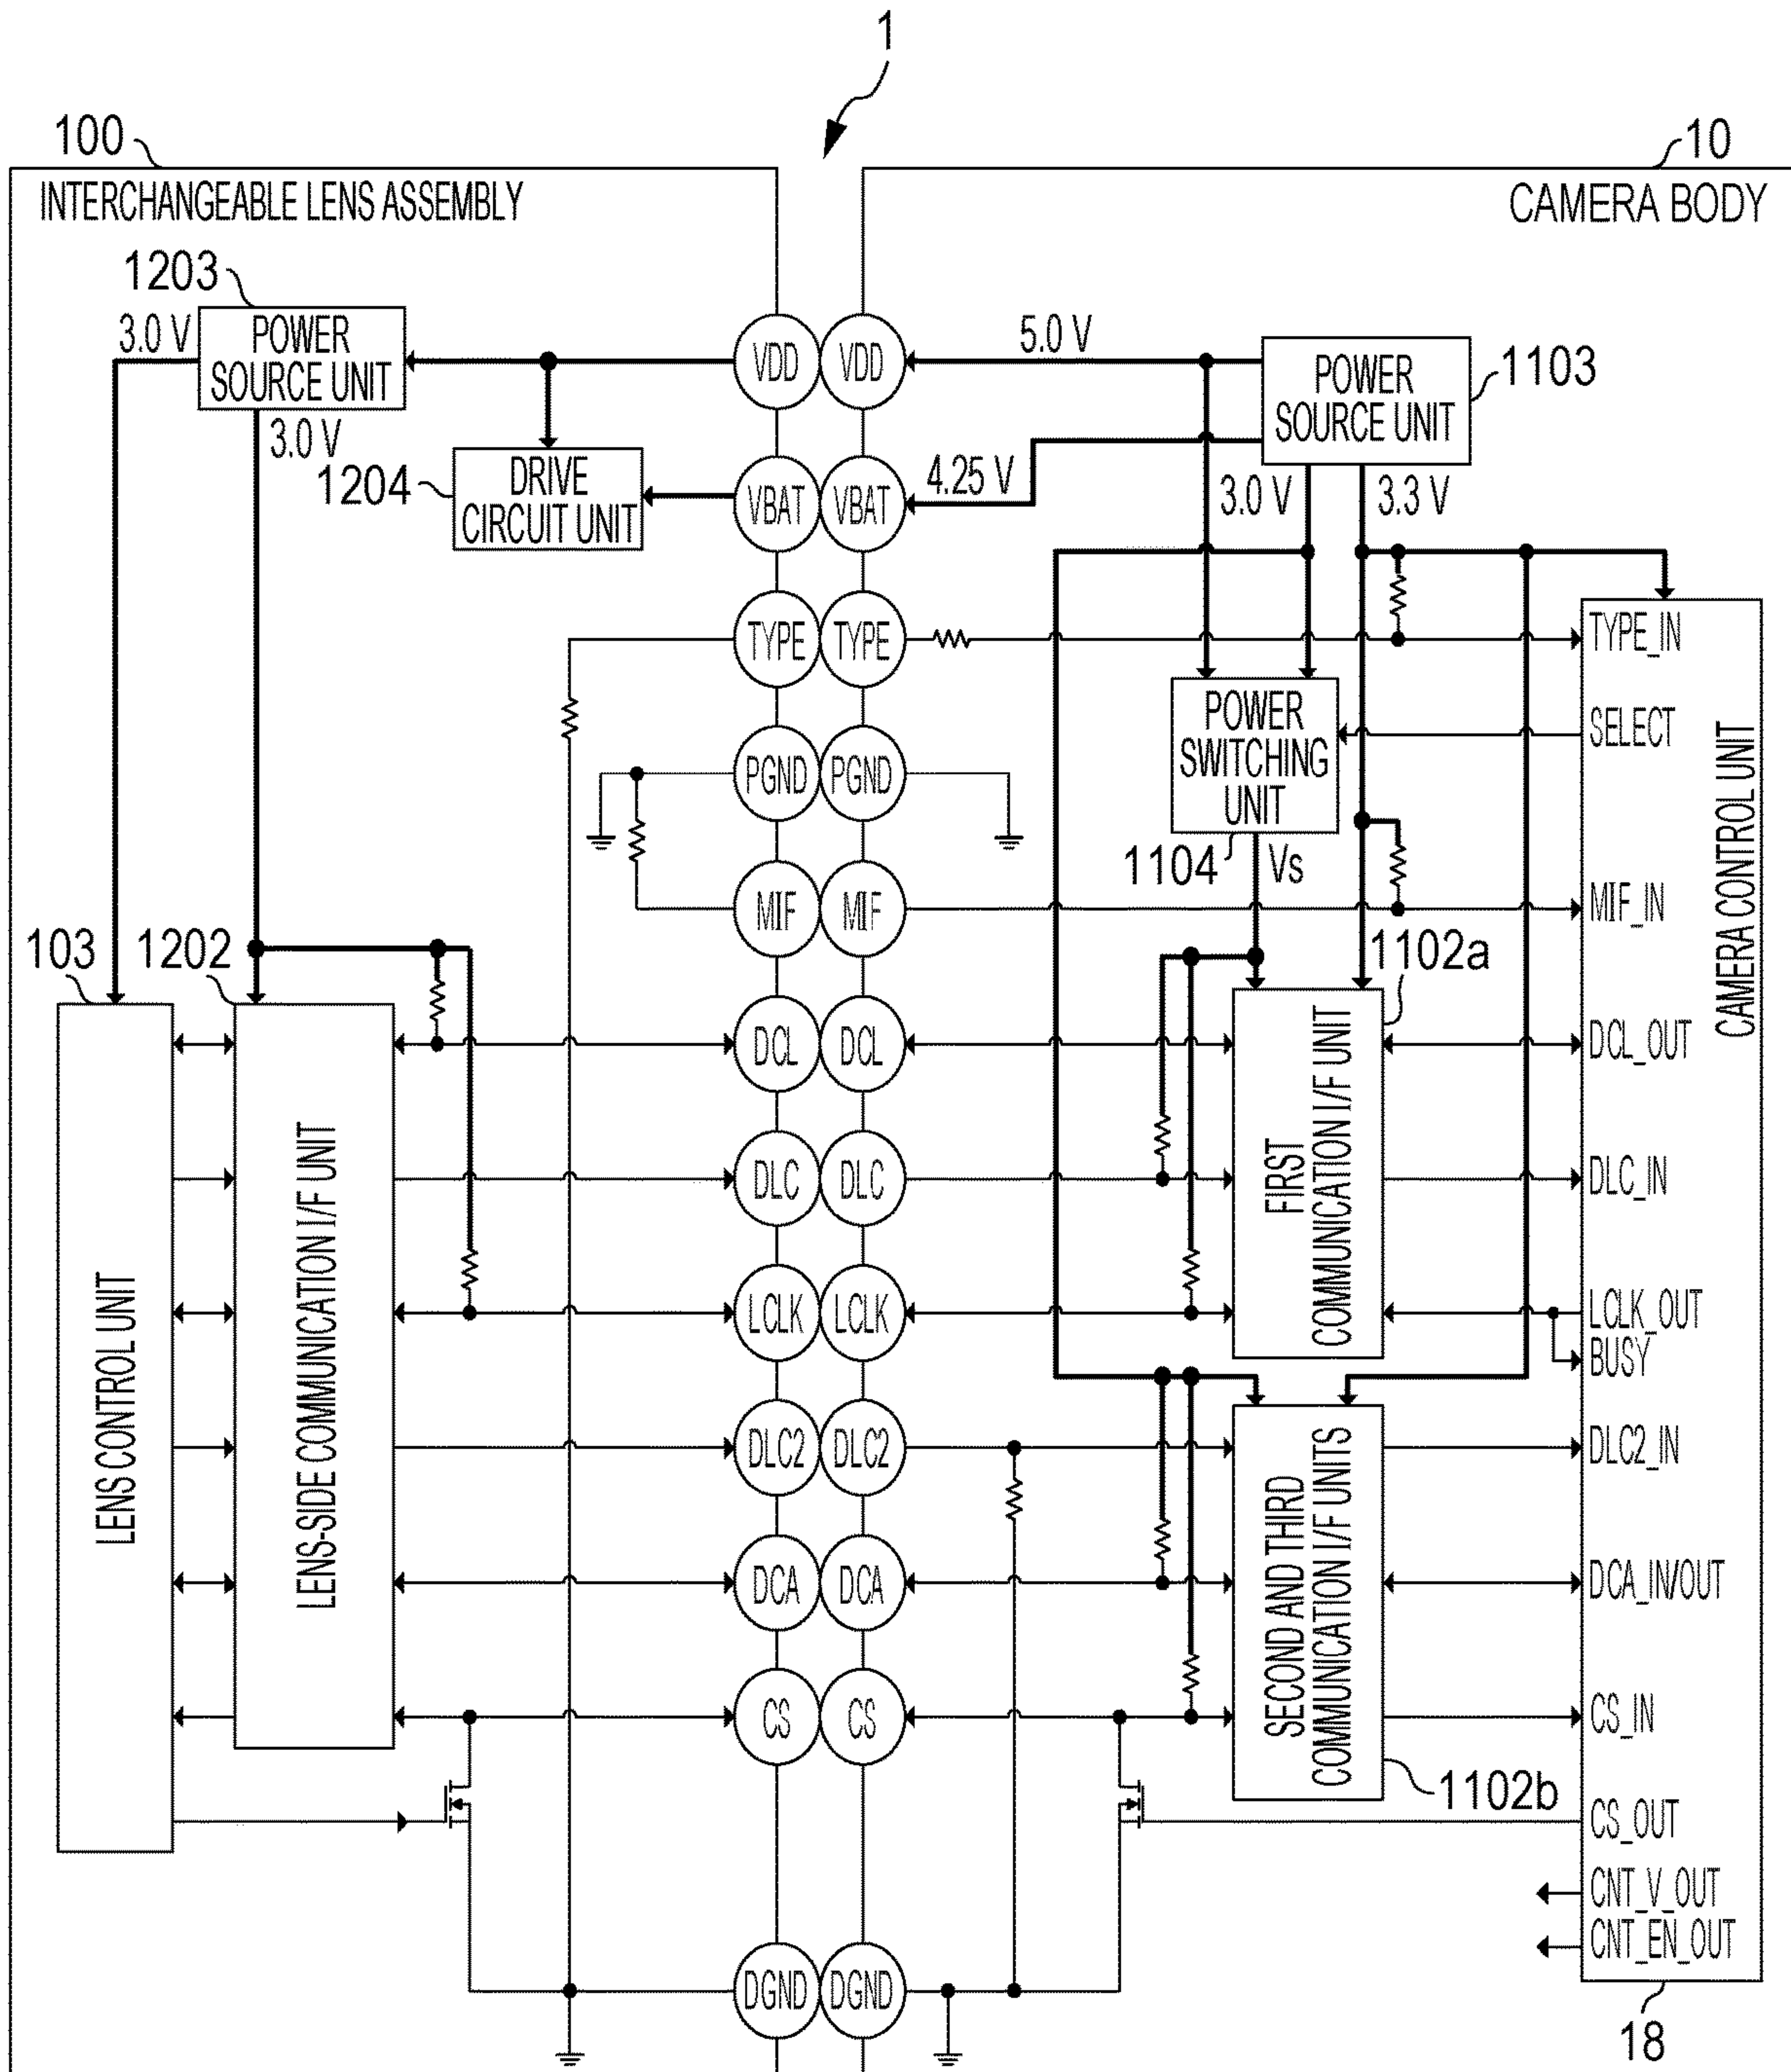 1
100
10
INTERCHANGEABLE LENS ASSEMBLY
CAMERA BODY
1203
3.0 V
POWER
SOURCE UNIT
3.0 V
1204
DRIVE
CIRCUIT UNIT
VDD
VDD
5.0 V
POWER
SOURCE UNIT
1103
VBAT
VBAT
4.25 V
3.0 V
3.3 V
TYPE
TYPE
TYPE_IN
POWER
SWITCHING
UNIT
SELECT
PGND
PGND
1104
Vs
MIF
MIF
MIF_IN
CAMERA CONTROL UNIT
103
1202
1102a
DCL
DCL
DCL_OUT
LENS CONTROL UNIT
LENS-SIDE COMMUNICATION I/F UNIT
FIRST
COMMUNICATION I/F UNIT
DLC
DLC
DLC_IN
LCLK
LCLK
LCLK_OUT
BUSY
DLC2
DLC2
DLC2_IN
SECOND AND THIRD
COMMUNICATION I/F UNITS
DCA
DCA
DCA_IN/OUT
CS
CS
CS_IN
1102b
CS_OUT
CNT_V_OUT
CNT_EN_OUT
DGND
DGND
18